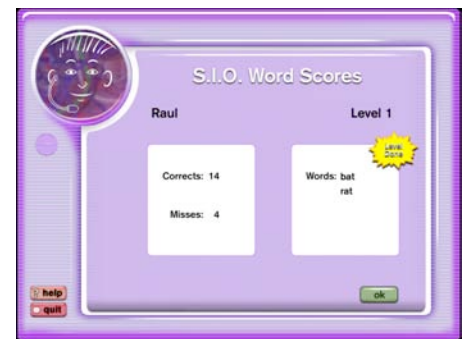 S.I.O. Word Scores
Raul
Level 1
Level
Done
Corrects: 14
Misses: 4
Words: bat
rat
ok
? help
quit